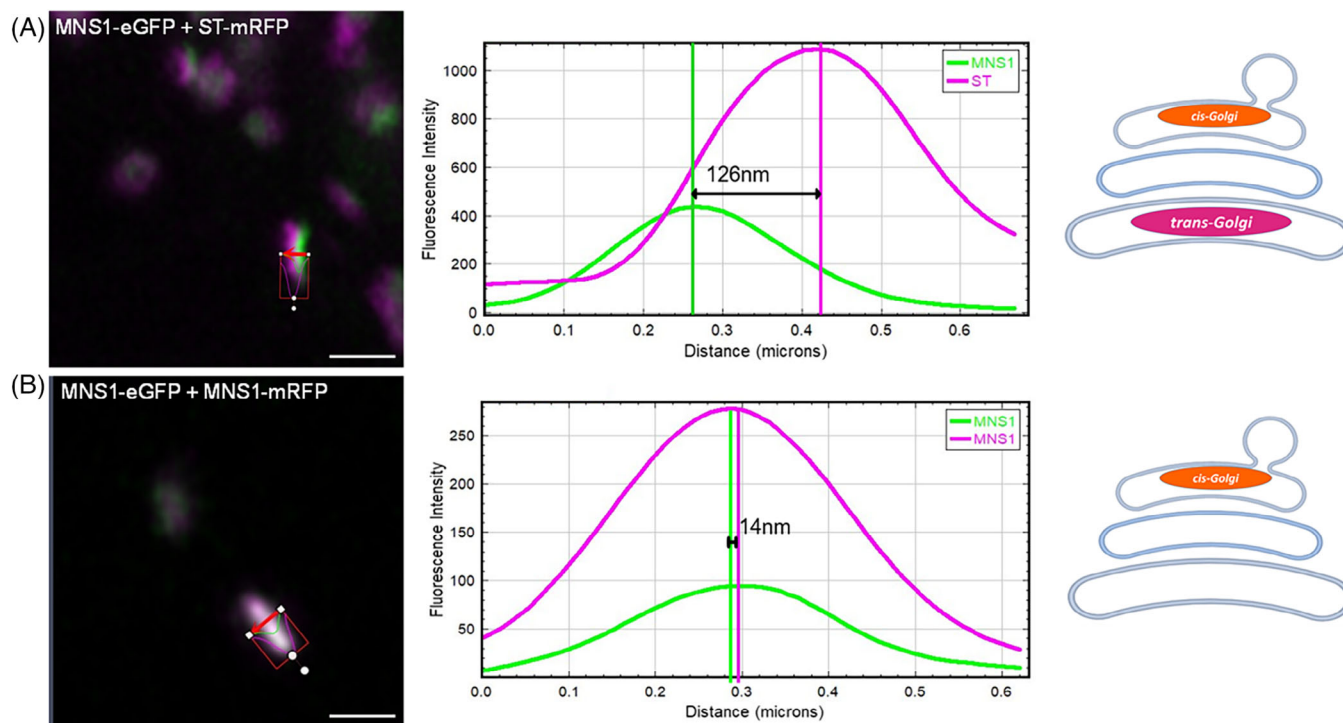 (A)
MNS1-eGFP + ST-mRFP
Fluorescence Intensity
1000
800
600
400
200
0
0.0 0.1 0.2 0.3 0.4 0.5 0.6
Distance (microns)
126nm
MNS1
ST
cis-Golgi
trans-Golgi
(B)
MNS1-eGFP + MNS1-mRFP
Fluorescence Intensity
250
200
150
100
50
0.0 0.1 0.2 0.3 0.4 0.5 0.6
Distance (microns)
14nm
MNS1
MNS1
cis-Golgi